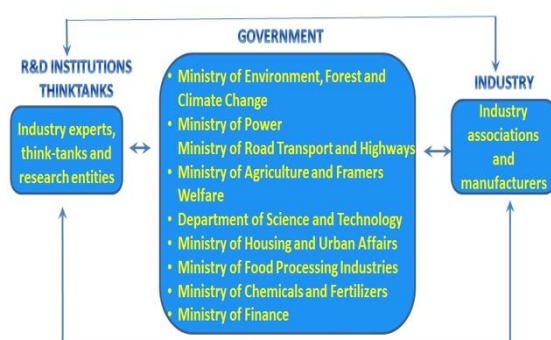 GOVERNMENT
R&D INSTITUTIONS
THINKTANKS
Industry experts,
think-tanks and
research entities
• Ministry of Environment, Forest and
Climate Change
• Ministry of Power
Ministry of Road Transport and Highways
• Ministry of Agriculture and Framers
Welfare
• Department of Science and Technology
• Ministry of Housing and Urban Affairs
• Ministry of Food Processing Industries
• Ministry of Chemicals and Fertilizers
• Ministry of Finance
INDUSTRY
Industry
associations
and
manufacturers